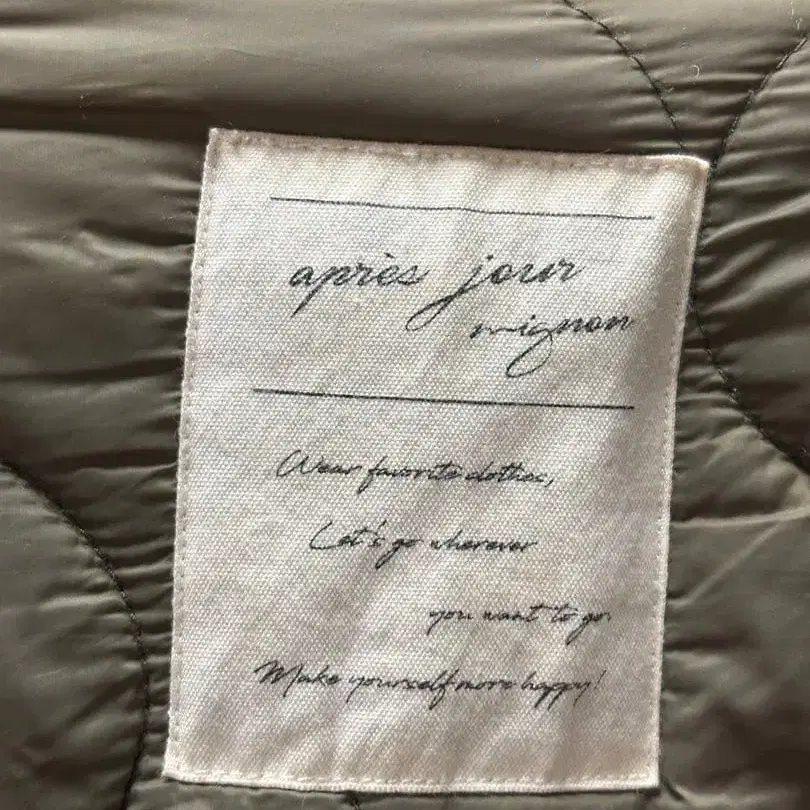 après jour
mignon
Wear favorite clothes,
Let's go wherever
you want to go.
Make yourself more happy!